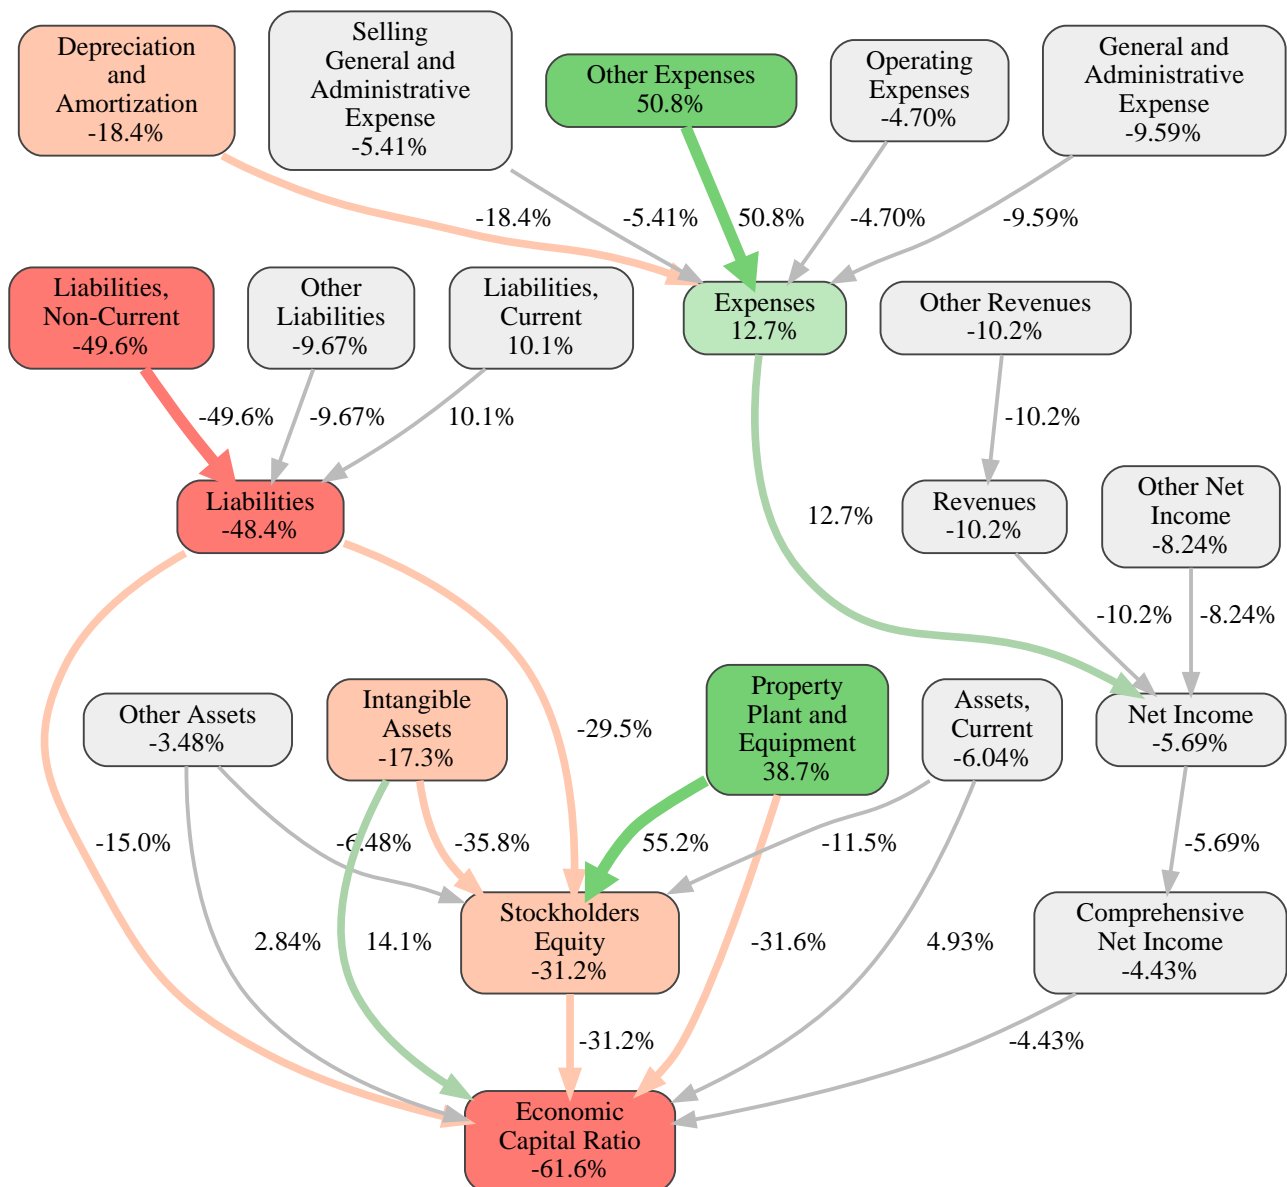 Depreciation
and
Amortization
-18.4%
Selling
General and
Administrative
Expense
-5.41%
Other Expenses
50.8%
Operating
Expenses
-4.70%
General and
Administrative
Expense
-9.59%
-18.4%
-5.41%
50.8%
-4.70%
-9.59%
Liabilities,
Non-Current
-49.6%
Other
Liabilities
-9.67%
Liabilities,
Current
10.1%
Expenses
12.7%
Other Revenues
-10.2%
-49.6%
-9.67%
10.1%
-10.2%
Liabilities
-48.4%
12.7%
Revenues
-10.2%
Other Net
Income
-8.24%
-10.2%
-8.24%
Other Assets
-3.48%
Intangible
Assets
-17.3%
-29.5%
Property
Plant and
Equipment
38.7%
Assets,
Current
-6.04%
Net Income
-5.69%
-15.0%
-6.48%
-35.8%
55.2%
-11.5%
-5.69%
Stockholders
Equity
-31.2%
Comprehensive
Net Income
-4.43%
2.84%
14.1%
-31.6%
4.93%
-31.2%
-4.43%
Economic
Capital Ratio
-61.6%